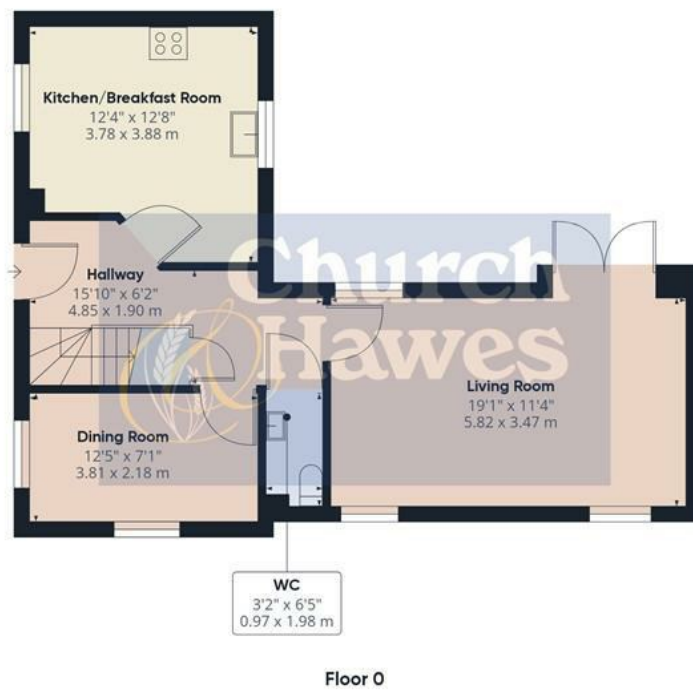 Kitchen/Breakfast Room
12'4" x 12'8"
3.78 x 3.88 m
Church
& Hawes
Hallway
15'10" x 6'2"
4.85 x 1.90 m
Living Room
19'1" x 11'4"
5.82 x 3.47 m
Dining Room
12'5" x 7'1"
3.81 x 2.18 m
WC
3'2" x 6'5"
0.97 x 1.98 m
Floor 0